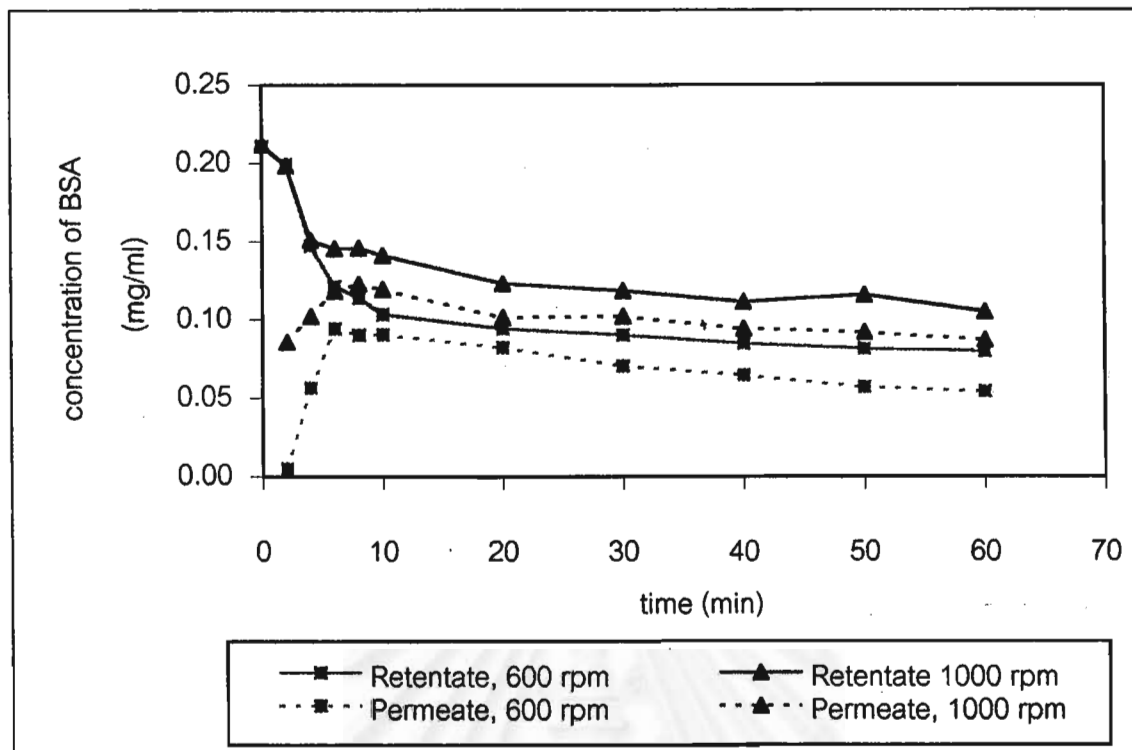 concentration of BSA
(mg/ml)
0.25
0.20
0.15
0.10
0.05
0.00
0 10 20 30 40 50 60 70
time (min)
Retentate, 600 rpm Retentate 1000 rpm
Permeate, 600 rpm Permeate, 1000 rpm